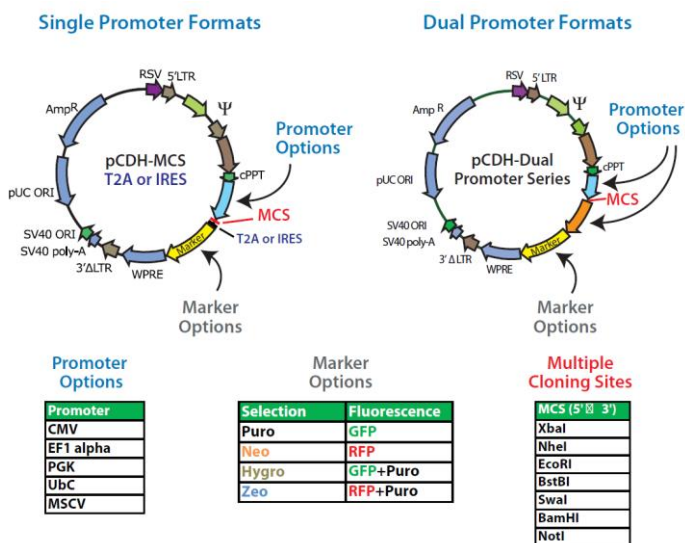 Single Promoter Formats
Dual Promoter Formats
RSV
5'LTR
Ψ
AmpR
pCDH-MCS
T2A or IRES
Promoter
Options
cPPT
pUC ORI
MCS
T2A or IRES
SV40 ORI
SV40 poly-A
3'ΔLTR
WPRE
Marker
Marker
Options
RSV
5'LTR
Ψ
Amp R
pCDH-Dual
Promoter Series
Promoter
Options
cPPT
pUC ORI
MCS
SV40 ORI
SV40 poly-A
3'ΔLTR
WPRE
Marker
Marker
Options
Promoter
Options
Promoter
CMV
EF1 alpha
PGK
UbC
MSCV
Marker
Options
Selection Fluorescence
Puro GFP
Neo RFP
Hygro GFP+Puro
Zeo RFP+Puro
Multiple
Cloning Sites
MCS (5' 3')
XbaI
NheI
EcoRI
BstBI
SwaI
BamHI
NotI